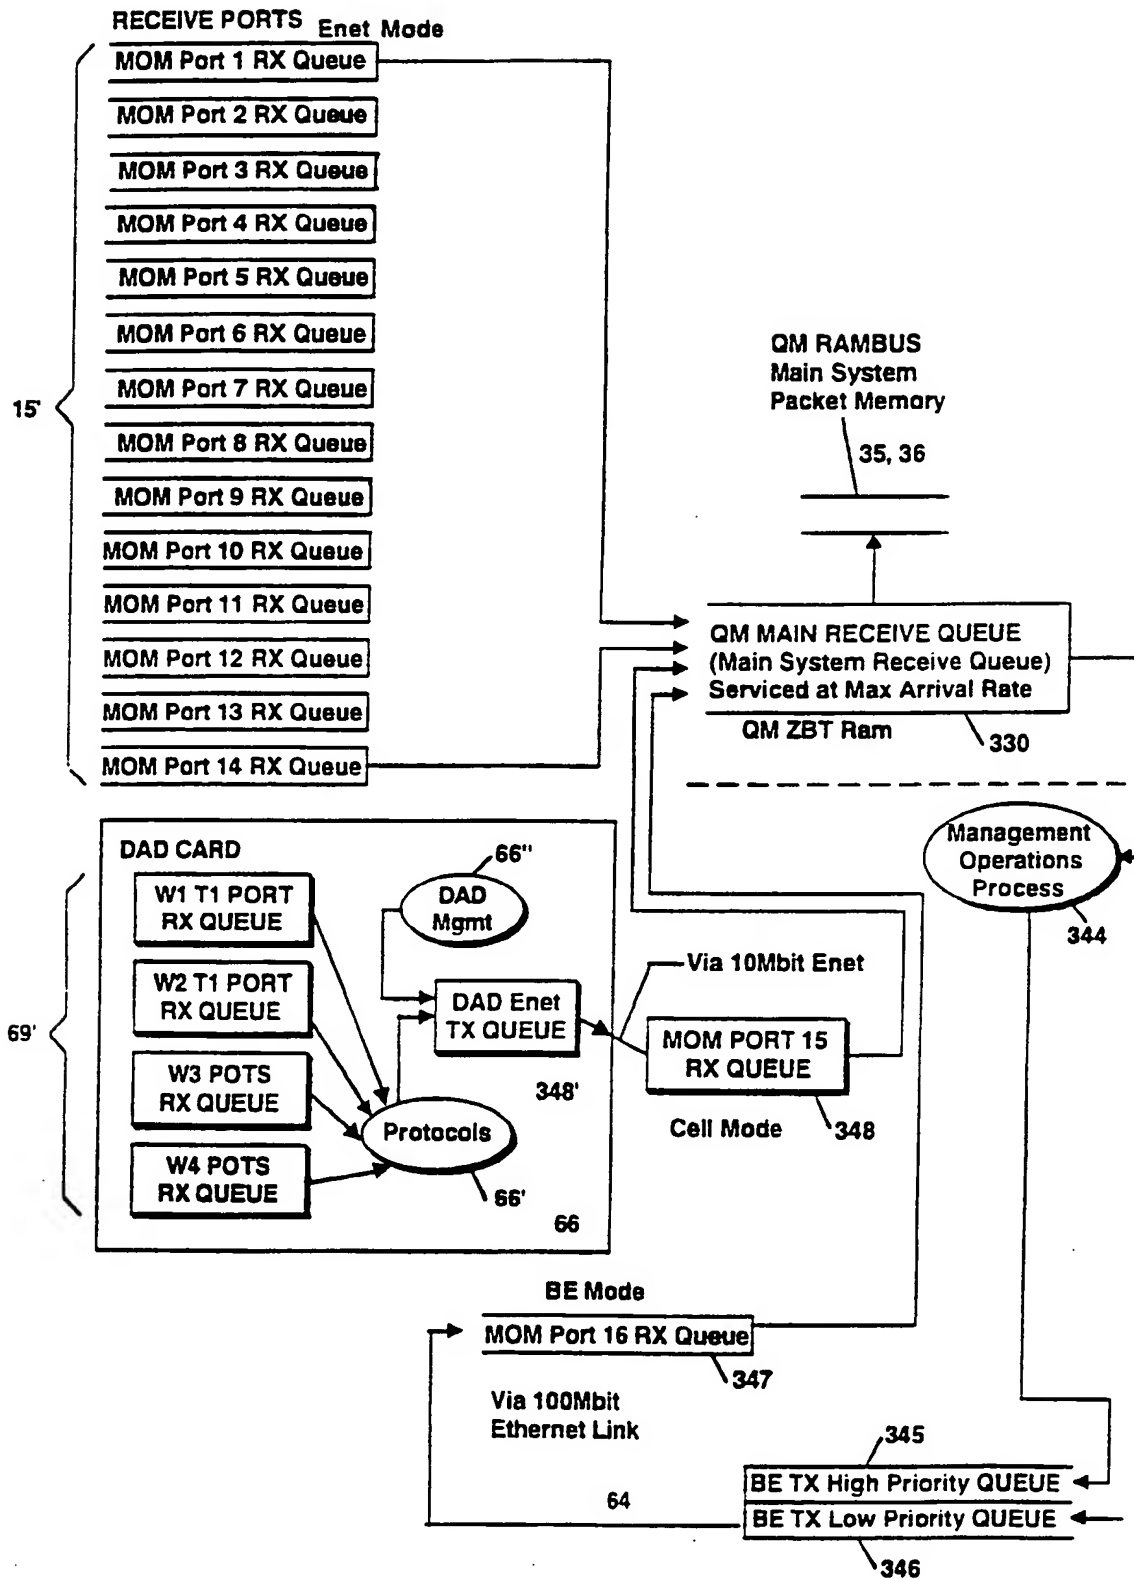 RECEIVE PORTS Enet Mode
MOM Port 1 RX Queue
MOM Port 2 RX Queue
MOM Port 3 RX Queue
MOM Port 4 RX Queue
MOM Port 5 RX Queue
MOM Port 6 RX Queue
MOM Port 7 RX Queue
MOM Port 8 RX Queue
MOM Port 9 RX Queue
MOM Port 10 RX Queue
MOM Port 11 RX Queue
MOM Port 12 RX Queue
MOM Port 13 RX Queue
MOM Port 14 RX Queue
15'
QM RAMBUS
Main System
Packet Memory
35, 36
QM MAIN RECEIVE QUEUE
(Main System Receive Queue)
Serviced at Max Arrival Rate
QM ZBT Ram
330
Management
Operations
Process
344
DAD CARD
69'
W1 T1 PORT
RX QUEUE
W2 T1 PORT
RX QUEUE
W3 POTS
RX QUEUE
W4 POTS
RX QUEUE
66"
DAD
Mgmt
DAD Enet
TX QUEUE
348'
Protocols
66'
66
Via 10Mbit Enet
MOM PORT 15
RX QUEUE
Cell Mode
348
BE Mode
MOM Port 16 RX Queue
347
Via 100Mbit
Ethernet Link
64
345
BE TX High Priority QUEUE
BE TX Low Priority QUEUE
346